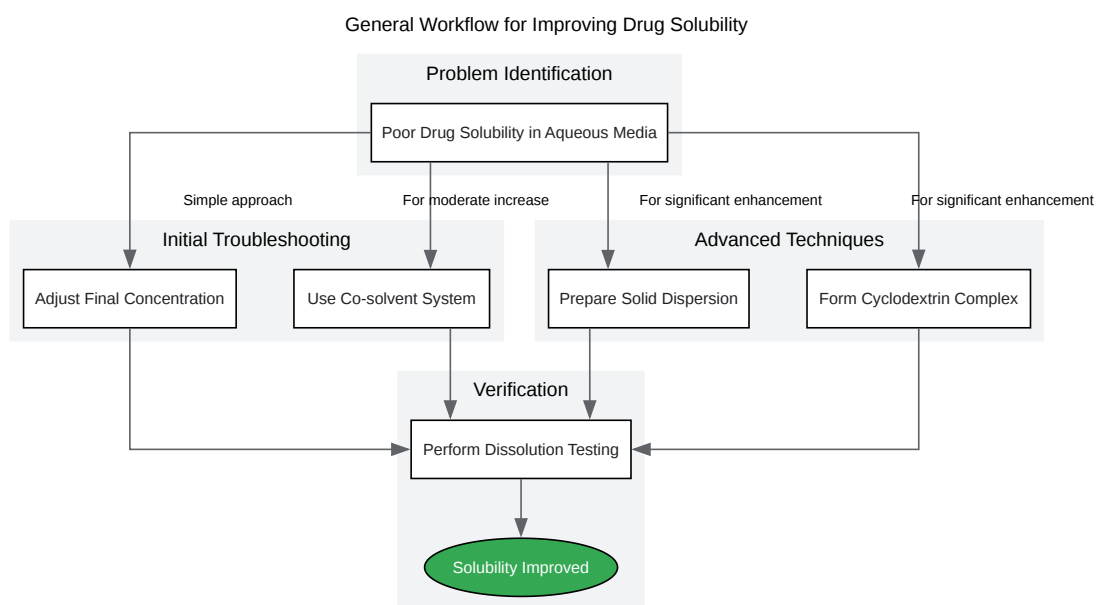 General Workflow for Improving Drug Solubility
Problem Identification
Poor Drug Solubility in Aqueous Media
Simple approach
For moderate increase
For significant enhancement
For significant enhancement
Initial Troubleshooting
Advanced Techniques
Adjust Final Concentration
Use Co-solvent System
Prepare Solid Dispersion
Form Cyclodextrin Complex
Verification
Perform Dissolution Testing
Solubility Improved